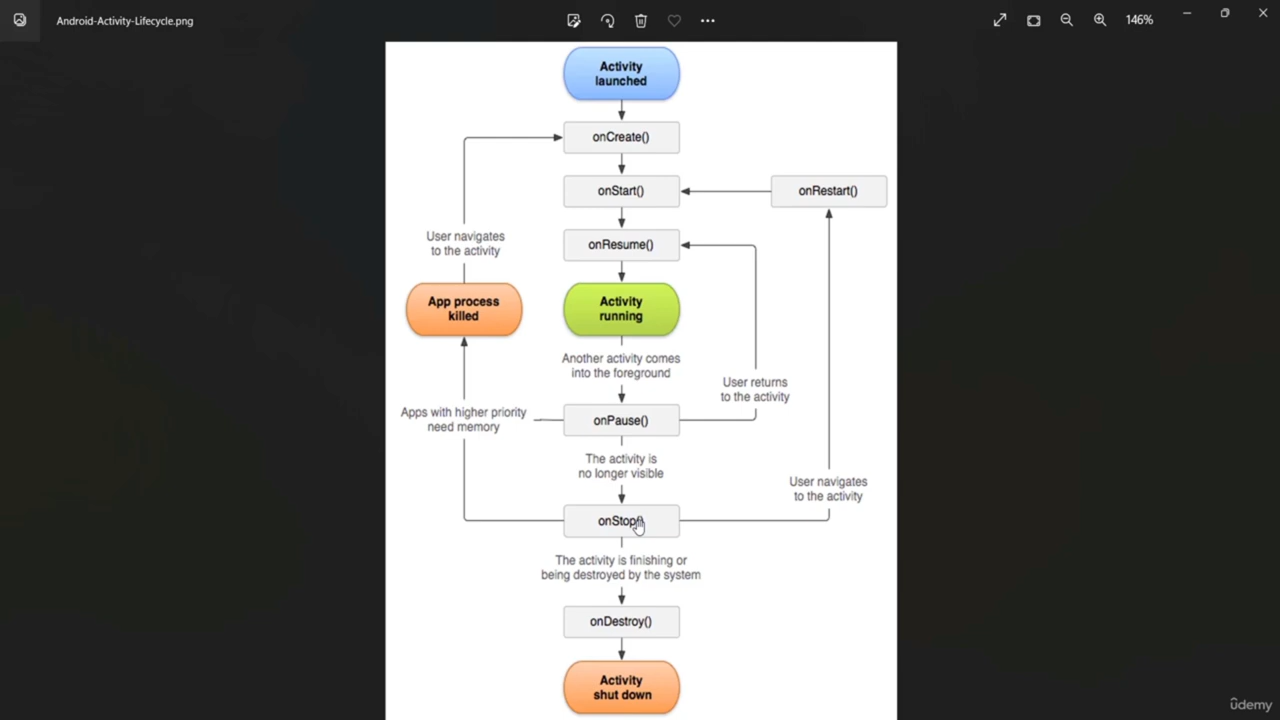 Android-Activity-Lifecycle.png
146%
Activity
launched
onCreate()
onStart()
onRestart()
User navigates
to the activity
onResume()
App process
killed
Activity
running
Another activity comes
into the foreground
User returns
to the activity
Apps with higher priority
need memory
onPause()
The activity is
no longer visible
User navigates
to the activity
onStop()
The activity is finishing or
being destroyed by the system
onDestroy()
Activity
shut down
udemy